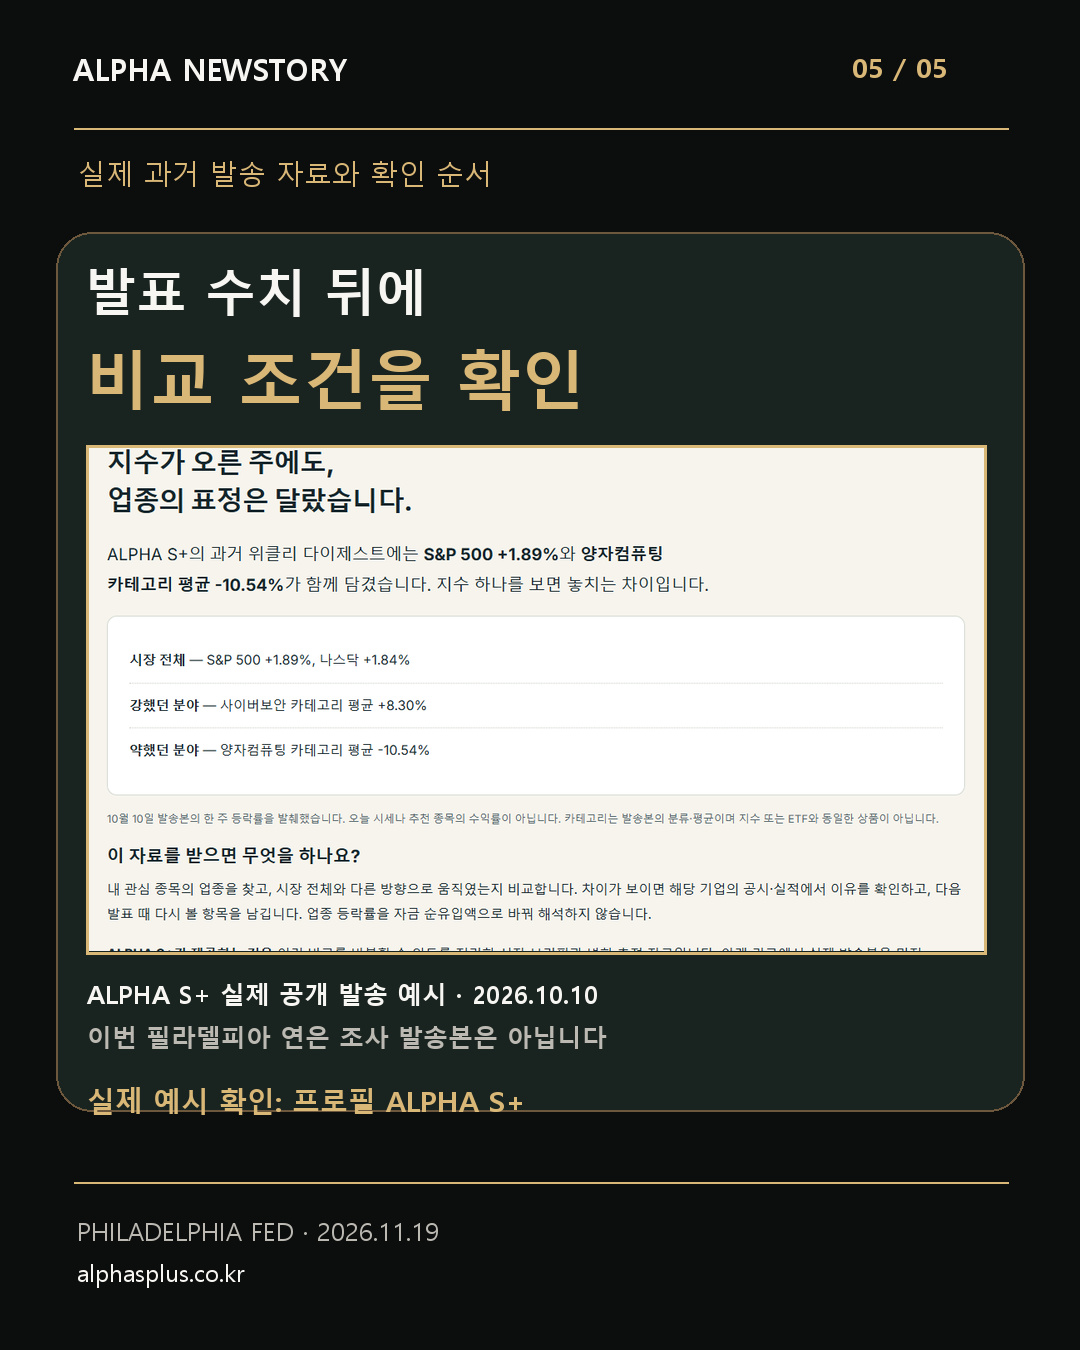 ALPHA NEWSTORY
05 / 05
실제 과거 발송 자료와 확인 순서
발표 수치 뒤에
비교 조건을 확인
지수가 오른 주에도,
업종의 표정은 달랐습니다.
ALPHA S+의 과거 위클리 다이제스트에는 S&P 500 +1.89%와 양자컴퓨팅
카테고리 평균 -10.54%가 함께 담겼습니다. 지수 하나를 보면 놓치는 차이입니다.
시장 전체 — S&P 500 +1.89%, 나스닥 +1.84%
강했던 분야 — 사이버보안 카테고리 평균 +8.30%
약했던 분야 — 양자컴퓨팅 카테고리 평균 -10.54%
10월 10일 발송본의 한 주 등락률을 발췌했습니다. 오늘 시세나 추천 종목의 수익률이 아닙니다. 카테고리는 발송본의 분류·평균이며 지수 또는 ETF와 동일한 상품이 아닙니다.
이 자료를 받으면 무엇을 하나요?
내 관심 종목의 업종을 찾고, 시장 전체와 다른 방향으로 움직였는지 비교합니다. 차이가 보이면 해당 기업의 공시·실적에서 이유를 확인하고, 다음
발표 때 다시 볼 항목을 남깁니다. 업종 등락률을 자금 순유입액으로 바꿔 해석하지 않습니다.
ALPHA S+ 실제 공개 발송 예시 · 2026.10.10
이번 필라델피아 연은 조사 발송본은 아닙니다
실제 예시 확인: 프로필 ALPHA S+
PHILADELPHIA FED · 2026.11.19
alphasplus.co.kr